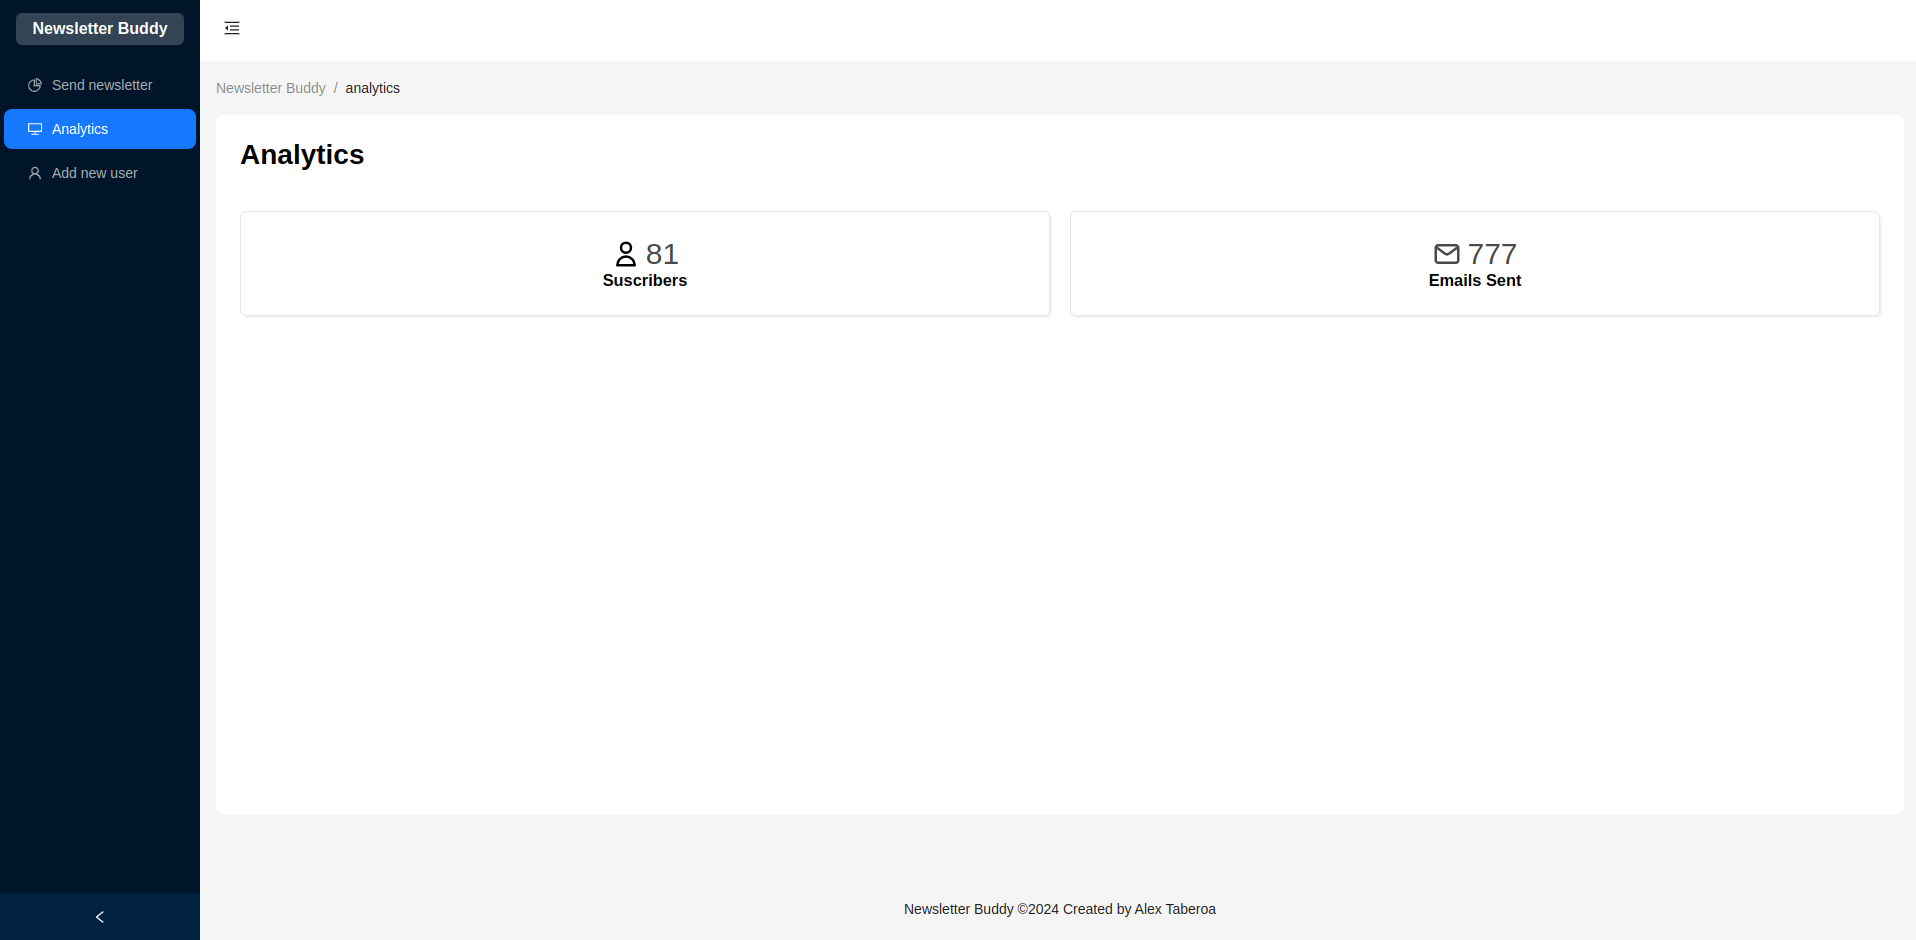 Newsletter Buddy
Send newsletter
Analytics
Add new user
Newsletter Buddy / analytics
Analytics
81
Suscribers
777
Emails Sent
Newsletter Buddy ©2024 Created by Alex Taberoa